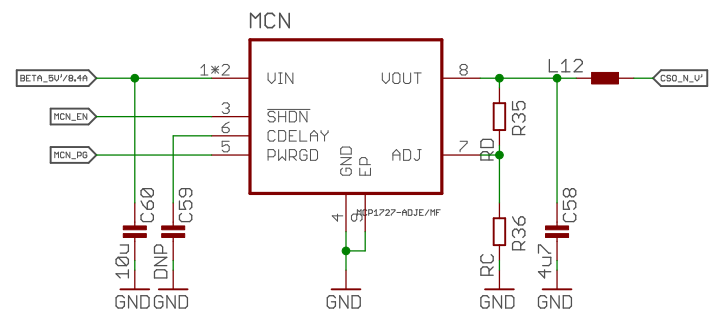 MCN
BETA_5V'/8.4A
1*2
VIN
VOUT
8
L12
CSO_N_V'
MCN_EN
3
SHDN
R35
6
CDELAY
MCN_PG
5
PWRGD
GND
EP
ADJ
7
RD
C60
C59
4
9
MCP1727-ADJE/MF
R36
C58
10u
DNP
RC
4u7
GND
GND
GND
GND
GND